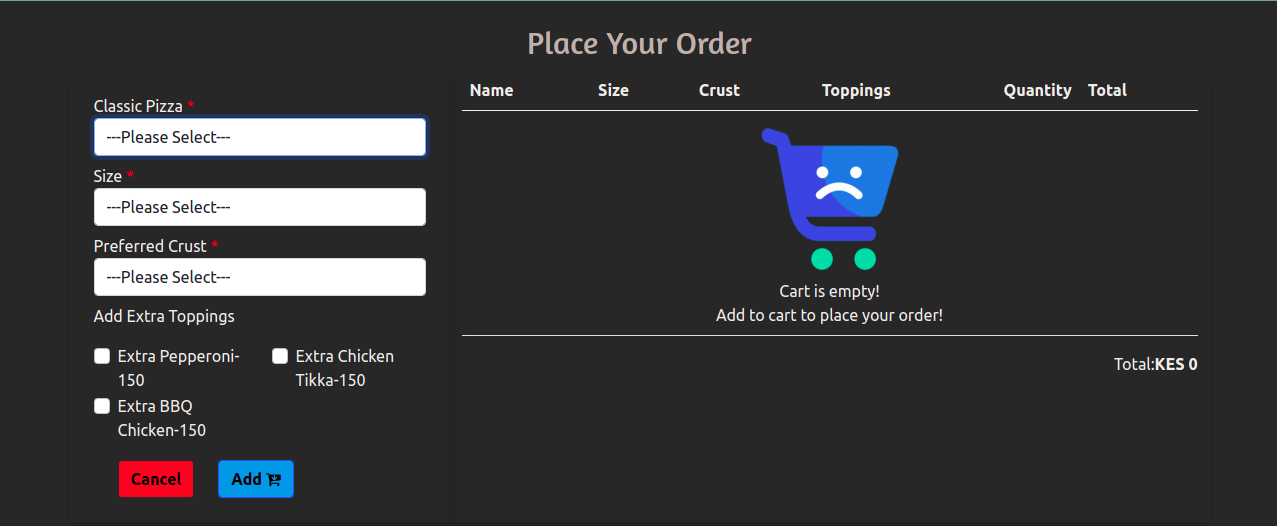 Place Your Order
Classic Pizza *
---Please Select---
Size *
---Please Select---
Preferred Crust *
---Please Select---
Add Extra Toppings
Extra Pepperoni-
150
Extra Chicken
Tikka-150
Extra BBQ
Chicken-150
Cancel
Add
Name Size Crust Toppings Quantity Total
Cart is empty!
Add to cart to place your order!
Total:KES 0